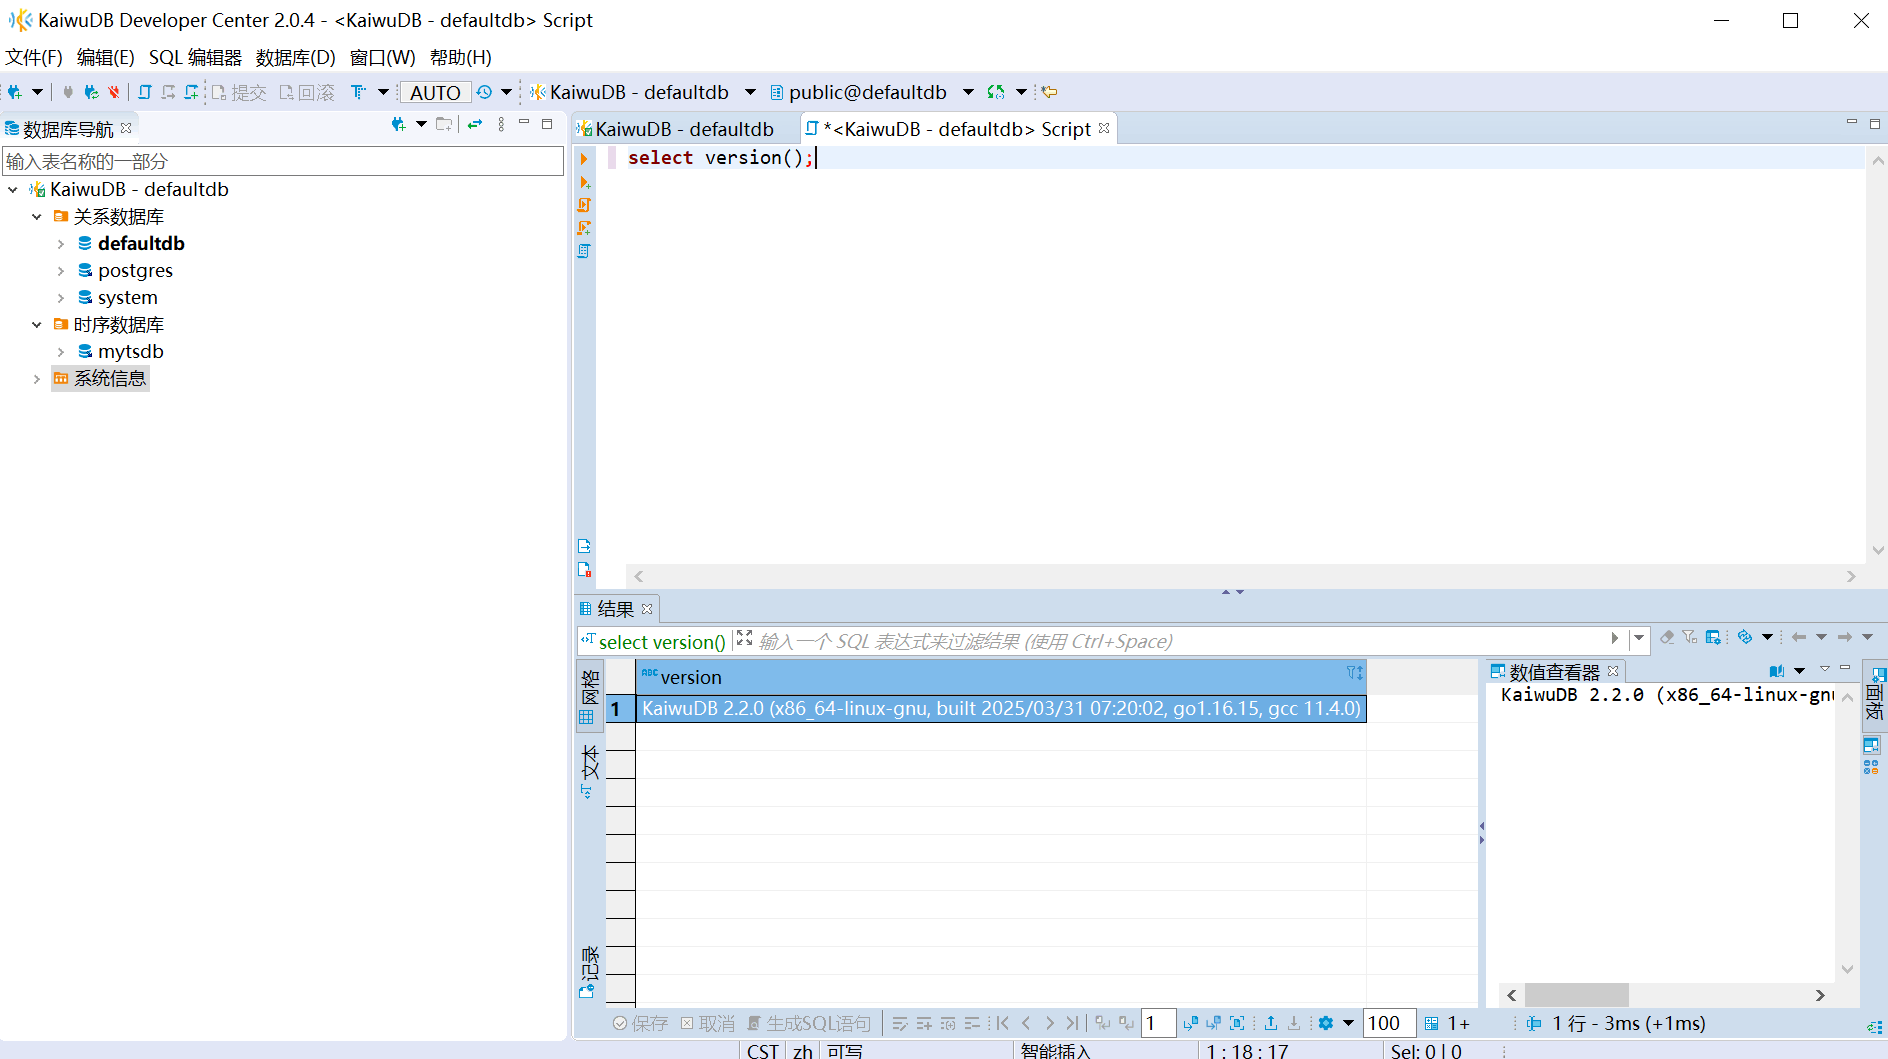 KaiwuDB Developer Center 2.0.4 - <KaiwuDB - defaultdb> Script
文件(F) 编辑(E) SQL 编辑器 数据库(D) 窗口(W) 帮助(H)
提交 回滚 AUTO KaiwuDB - defaultdb public@defaultdb
数据库导航
输入表名称的一部分
KaiwuDB - defaultdb
关系数据库
defaultdb
postgres
system
时序数据库
mytsdb
系统信息
KaiwuDB - defaultdb *<KaiwuDB - defaultdb> Script
select version();
结果
select version() 输入一个 SQL 表达式来过滤结果 (使用 Ctrl+Space)
网格
文本
记录
ABC version
1 KaiwuDB 2.2.0 (x86_64-linux-gnu, built 2025/03/31 07:20:02, go1.16.15, gcc 11.4.0)
数值查看器
KaiwuDB 2.2.0 (x86_64-linux-gnu
面板
保存 取消 生成SQL语句 1 100 1+ 1 行 - 3ms (+1ms)
CST zh 可写 智能插入 1 : 18 : 17 Sel: 0 | 0